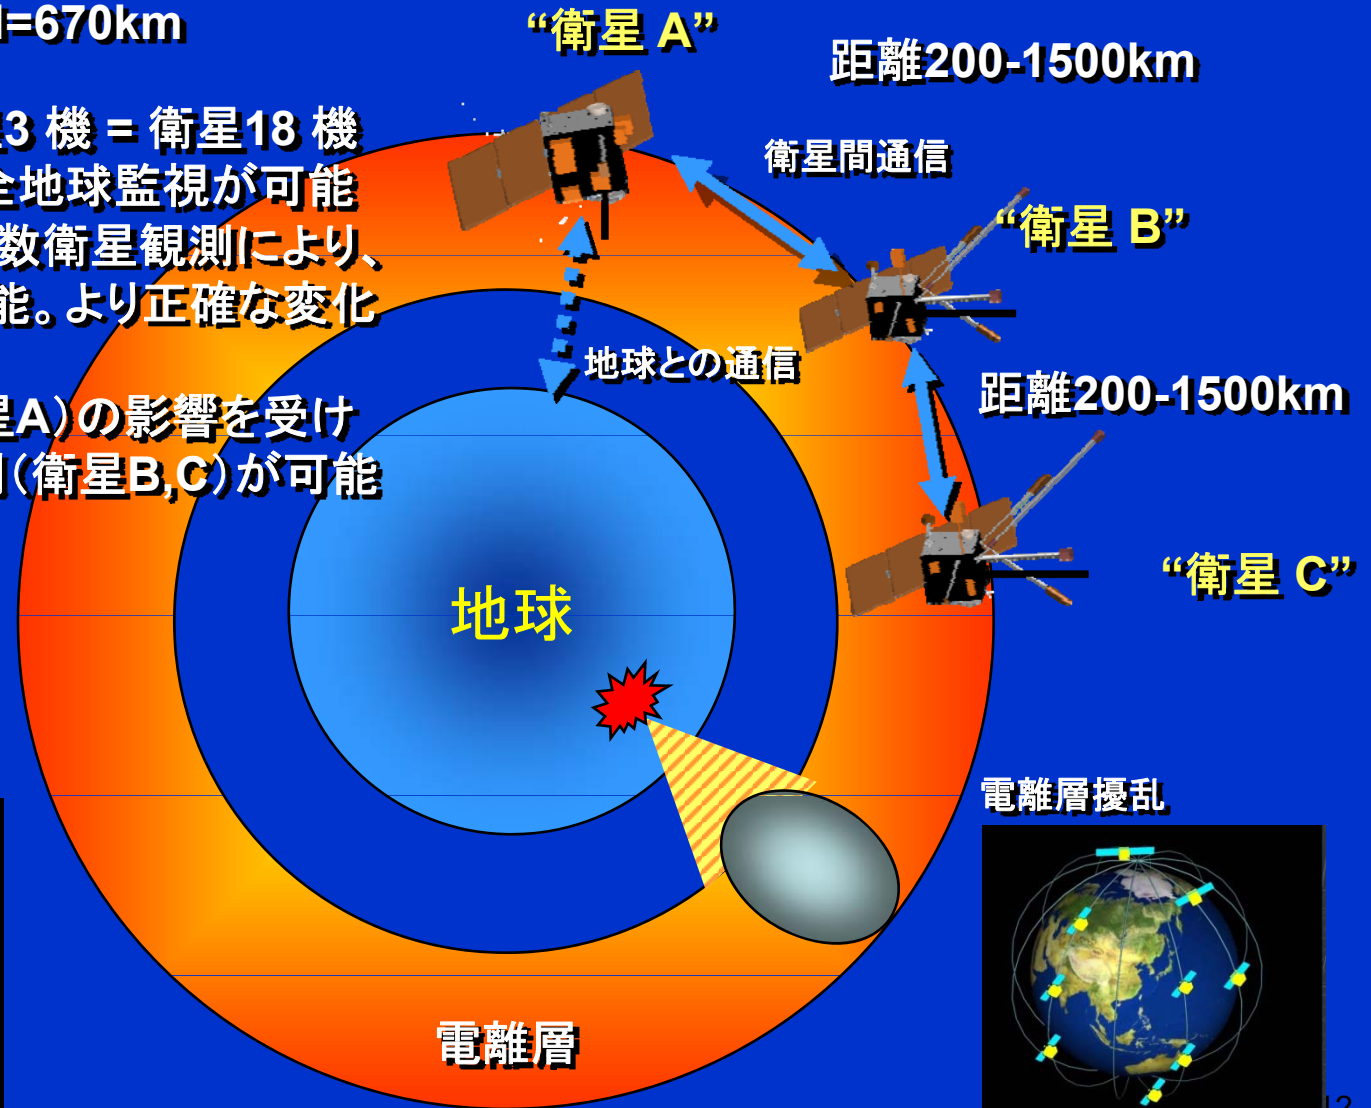 =670km
“衛星 A”
距離200-1500km
3 機 = 衛星18 機
全地球監視が可能
衛星間通信
数衛星観測により、
“衛星 B”
能。より正確な変化
地球との通信
距離200-1500km
星A)の影響を受け
(衛星B,C)が可能
“衛星 C”
地球
電離層擾乱
電離層
12